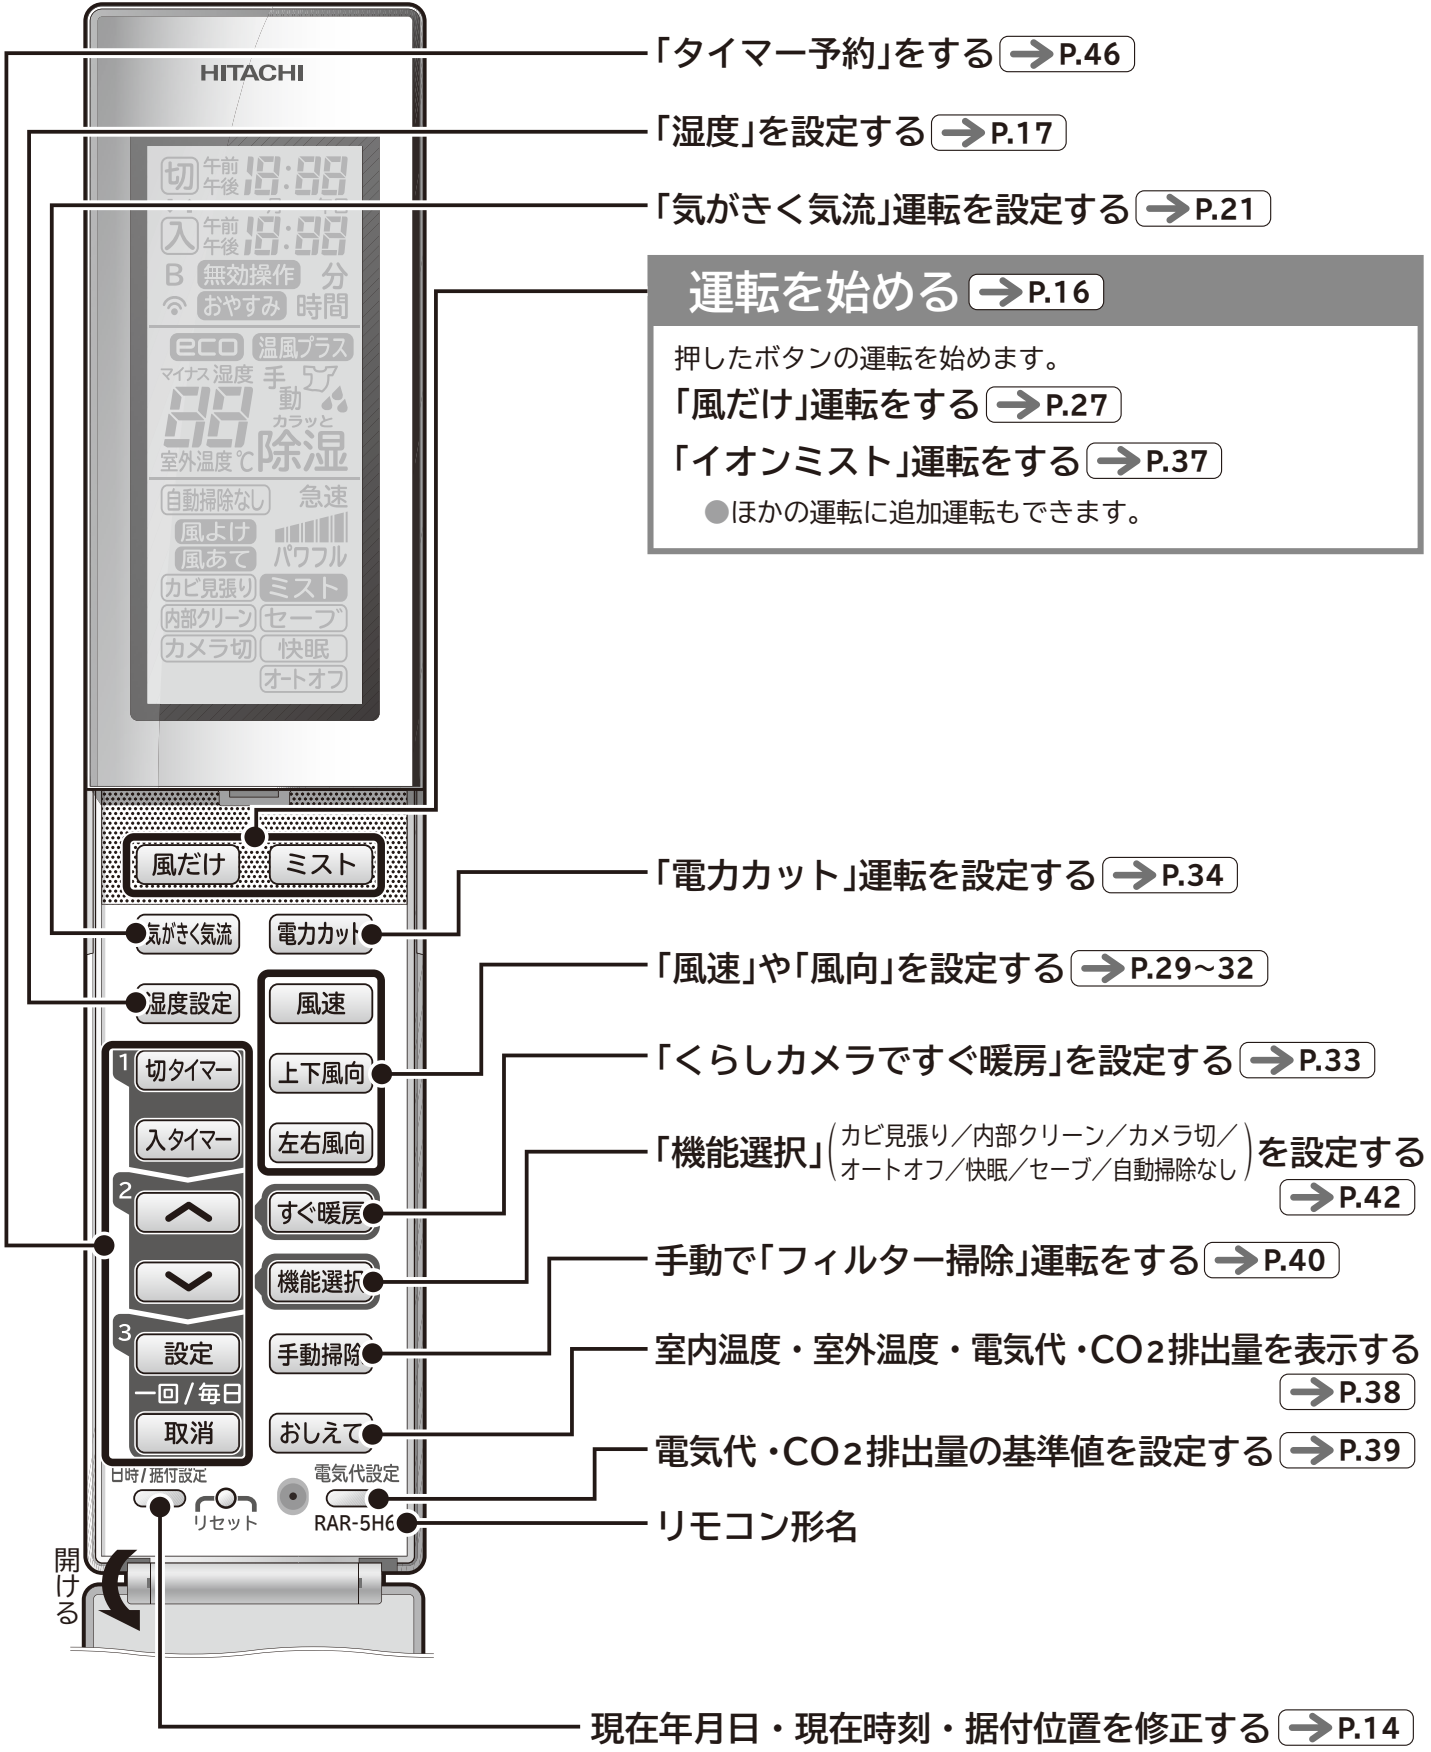 HITACHI
「タイマー予約」をする P.46
「湿度」を設定する P.17
「気がきく気流」運転を設定する P.21
運転を始める P.16
押したボタンの運転を始めます。
「風だけ」運転をする P.27
「イオンミスト」運転をする P.37
●ほかの運転に追加運転もできます。
切 午前 午後 18:88
入 午前 午後 18:88
B 無効操作 分
おやすみ 時間
eco 温風プラス
マイナス 湿度 手動
88 カラッと
室外温度 ℃ 除湿
自動掃除なし 急速
風よけ
風あて パワフル
カビ見張り ミスト
内部クリーン セーブ
カメラ切 快眠
オートオフ
風だけ ミスト
気がきく気流 電力カット
湿度設定 風速
1 切タイマー 上下風向
入タイマー 左右風向
2 すぐ暖房
機能選択
3 設定 手動掃除
一回/毎日
取消 おしえて
日時/据付設定 電気代設定
リセット RAR-5H6
開ける
「電力カット」運転を設定する P.34
「風速」や「風向」を設定する P.29~32
「くらしカメラですぐ暖房」を設定する P.33
「機能選択」(カビ見張り/内部クリーン/カメラ切/
オートオフ/快眠/セーブ/自動掃除なし)を設定する
P.42
手動で「フィルター掃除」運転をする P.40
室内温度・室外温度・電気代・CO2排出量を表示する
P.38
電気代・CO2排出量の基準値を設定する P.39
リモコン形名
現在年月日・現在時刻・据付位置を修正する P.14